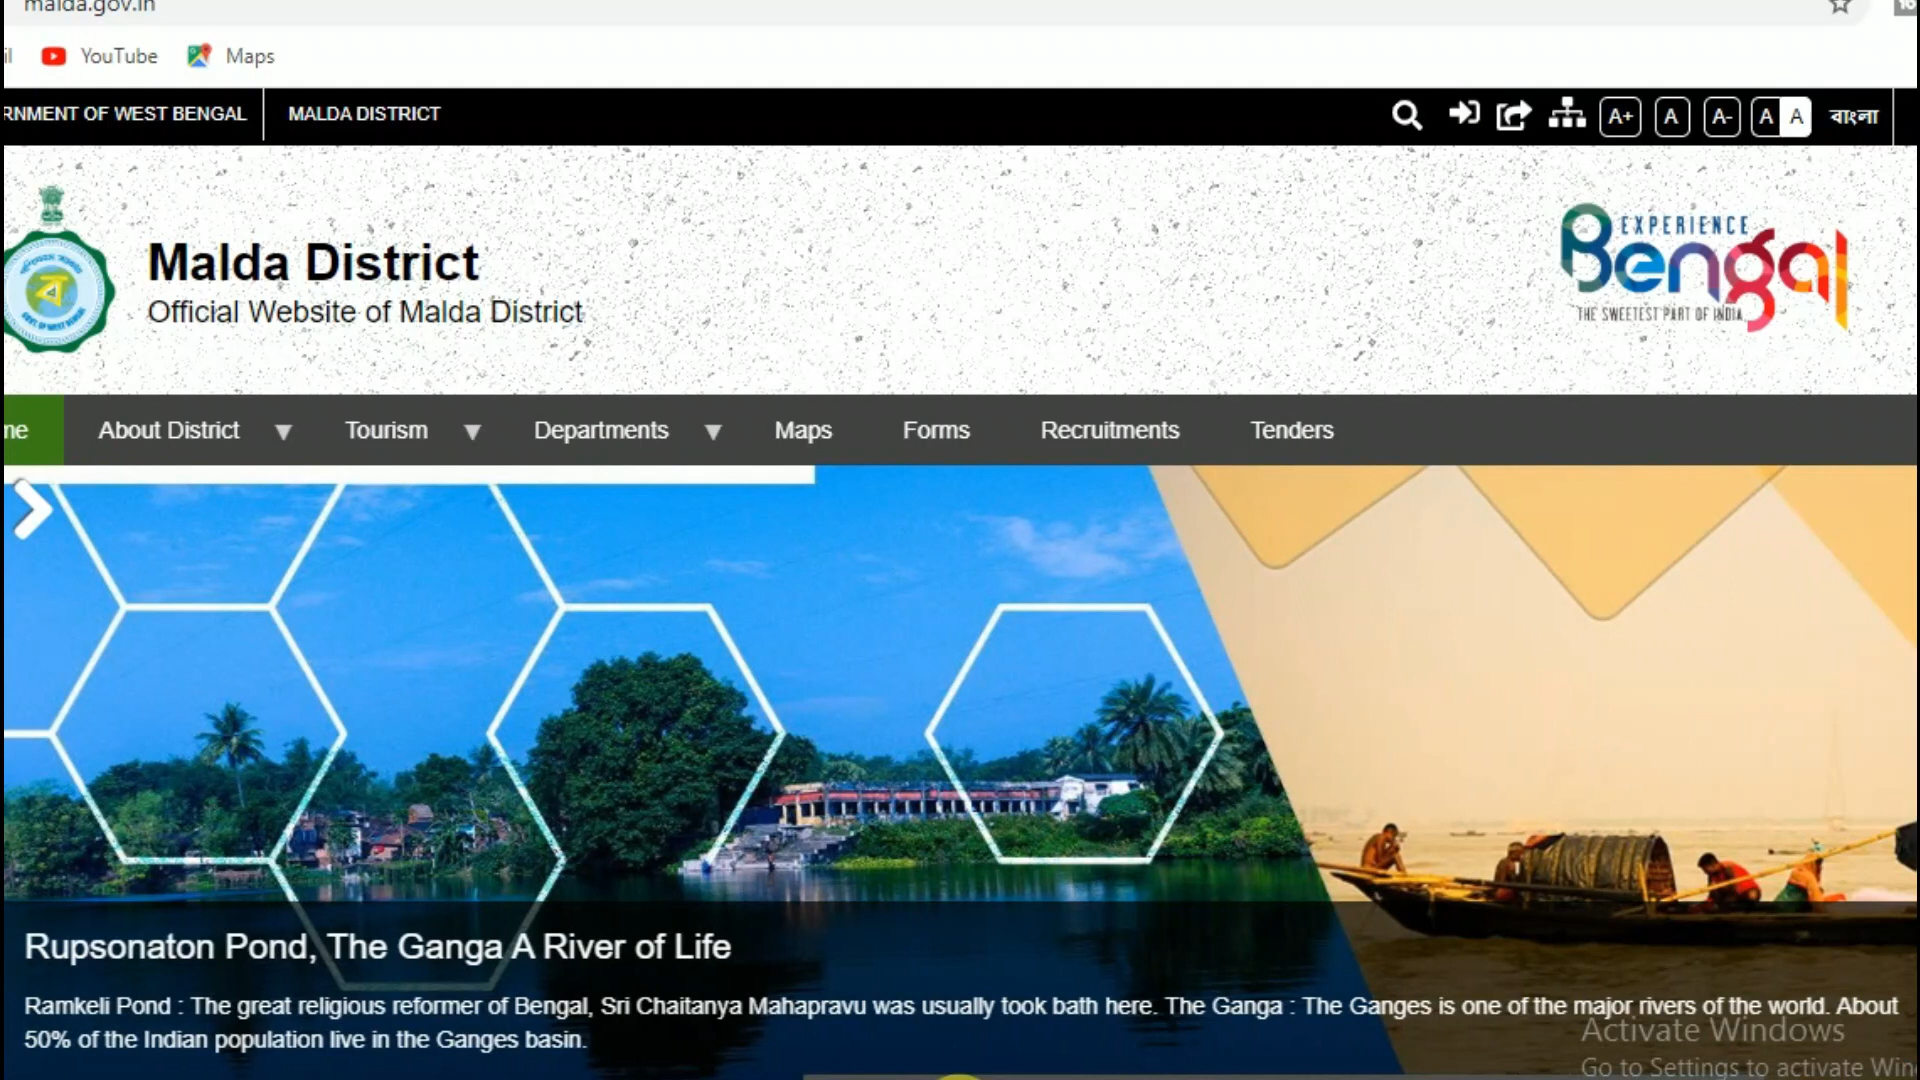 malda.gov.in
YouTube
Maps
RNMENT OF WEST BENGAL
MALDA DISTRICT
A+
A
A-
A
A
বাংলা
Malda District
Official Website of Malda District
EXPERIENCE
Bengal
THE SWEETEST PART OF INDIA
me
About District
Tourism
Departments
Maps
Forms
Recruitments
Tenders
Rupsonaton Pond, The Ganga A River of Life
Ramkeli Pond : The great religious reformer of Bengal, Sri Chaitanya Mahapravu was usually took bath here. The Ganga : The Ganges is one of the major rivers of the world. About
50% of the Indian population live in the Ganges basin.
Activate Windows
Go to Settings to activate Win